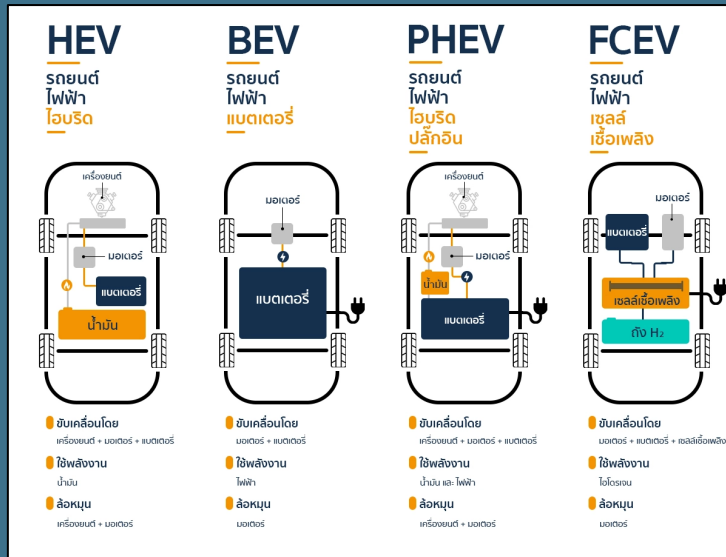 HEV
รถยนต์
ไฟฟ้า
ไฮบริด
เครื่องยนต์
มอเตอร์
แบตเตอรี่
น้ำมัน
ขับเคลื่อนโดย
เครื่องยนต์ + มอเตอร์ + แบตเตอรี่
ใช้พลังงาน
น้ำมัน
ล้อหมุน
เครื่องยนต์ + มอเตอร์
BEV
รถยนต์
ไฟฟ้า
แบตเตอรี่
มอเตอร์
แบตเตอรี่
ขับเคลื่อนโดย
มอเตอร์ + แบตเตอรี่
ใช้พลังงาน
ไฟฟ้า
ล้อหมุน
มอเตอร์
PHEV
รถยนต์
ไฟฟ้า
ไฮบริด
ปลั๊กอิน
เครื่องยนต์
มอเตอร์
น้ำมัน
แบตเตอรี่
ขับเคลื่อนโดย
เครื่องยนต์ + มอเตอร์ + แบตเตอรี่
ใช้พลังงาน
น้ำมัน และ ไฟฟ้า
ล้อหมุน
เครื่องยนต์ + มอเตอร์
FCEV
รถยนต์
ไฟฟ้า
เซลล์
เชื้อเพลิง
มอเตอร์
แบตเตอรี่
เซลล์เชื้อเพลิง
ถัง H₂
ขับเคลื่อนโดย
มอเตอร์ + แบตเตอรี่ + เซลล์เชื้อเพลิง
ใช้พลังงาน
ไฮโดรเจน
ล้อหมุน
มอเตอร์